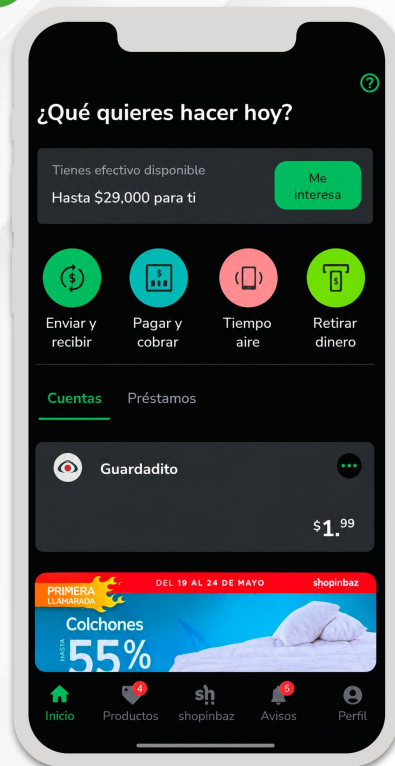 ¿Qué quieres hacer hoy?
Tienes efectivo disponible
Hasta $29,000 para ti
Me
interesa
Enviar y
recibir
Pagar y
cobrar
Tiempo
aire
Retirar
dinero
Cuentas
Préstamos
Guardadito
$1.99
PRIMERA
LLAMARADA
DEL 19 AL 24 DE MAYO
shopinbaz
Colchones
HASTA
55%
4
sh
5
Inicio
Productos
shopinbaz
Avisos
Perfil